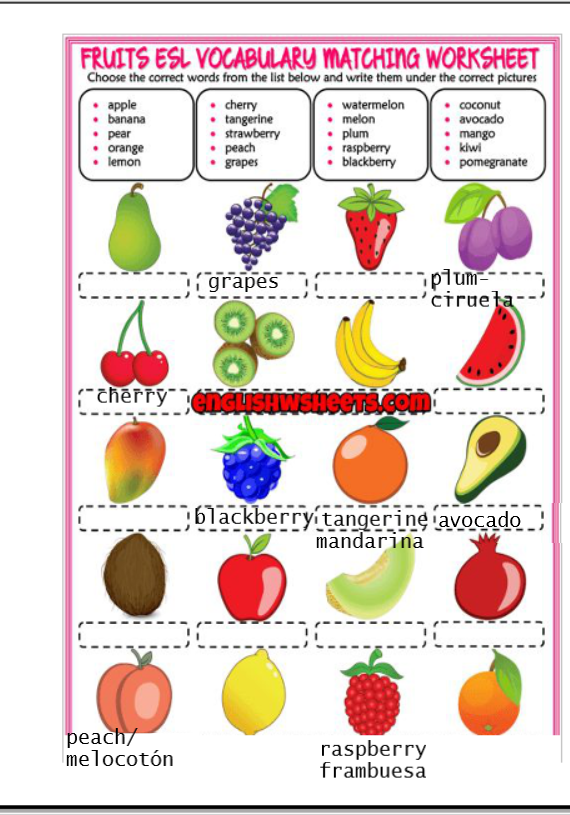 FRUITS ESL VOCABULARY MATCHING WORKSHEET
Choose the correct words from the list below and write them under the correct pictures
• apple
• banana
• pear
• orange
• lemon
• cherry
• tangerine
• strawberry
• peach
• grapes
• watermelon
• melon
• plum
• raspberry
• blackberry
• coconut
• avocado
• mango
• kiwi
• pomegranate
grapes
plum-
ciruela
cherry
englishwsheets.com
blackberry
tangerine
mandarina
avocado
peach/
melocotón
raspberry
frambuesa